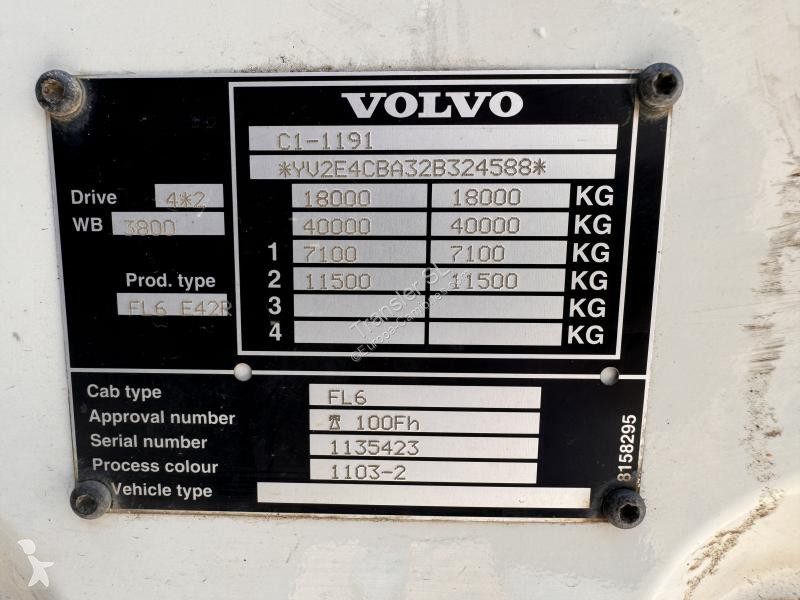 VOLVO
C1-1191
*YV2E4CBA32B324588*
Drive 4*2
18000 18000 KG
WB 3800
40000 40000 KG
1 7100 7100 KG
Prod. type
2 11500 11500 KG
FL6 E42R
3 KG
4 KG
Transler SL
Cab type FL6
Approval number 100Fh
Serial number 1135423
Process colour 1103-2
Vehicle type
8158295